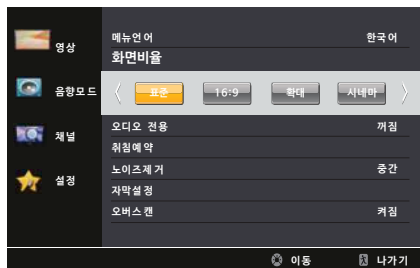 영상
음향모드
채널
설정
메뉴언어 한국어
화면비율
표준 16:9 확대 시네마
오디오 전용 꺼짐
취침예약
노이즈제거 중간
자막설정
오버스캔 켜짐
이동 나가기